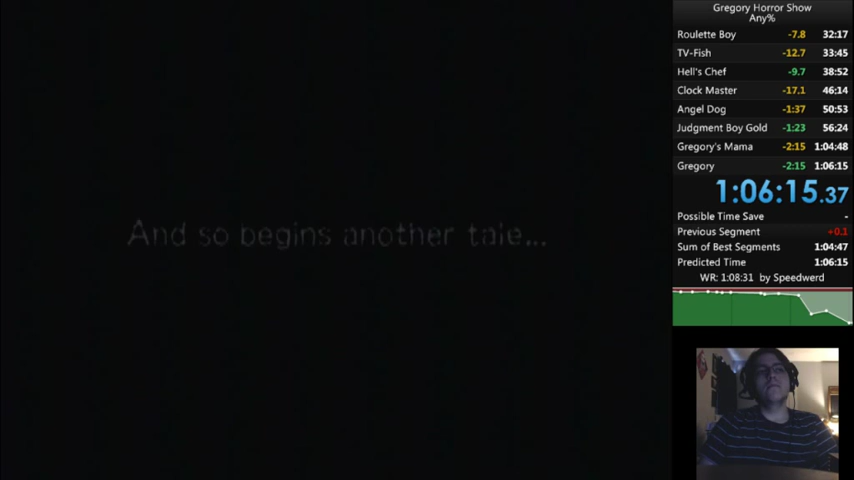 Gregory Horror Show
Any%
Roulette Boy -7.8 32:17
TV-Fish -12.7 33:45
Hell's Chef -9.7 38:52
Clock Master -17.1 46:14
Angel Dog -1:37 50:53
Judgment Boy Gold -1:23 56:24
Gregory's Mama -2:15 1:04:48
Gregory -2:15 1:06:15
1:06:15.37
Possible Time Save -
Previous Segment +0.1
Sum of Best Segments 1:04:47
Predicted Time 1:06:15
WR: 1:08:31 by Speedwerd
And so begins another tale...